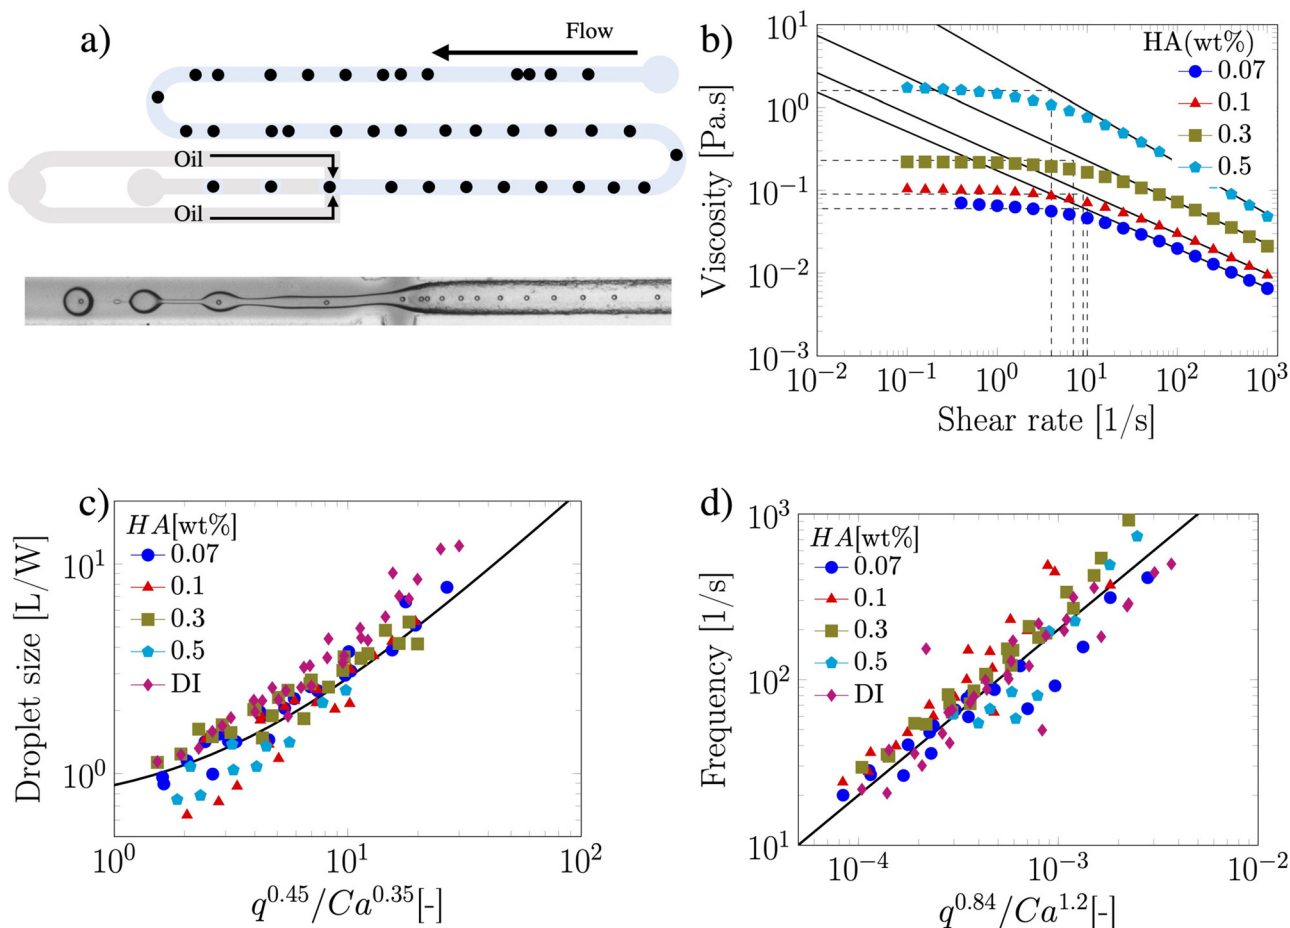 a)
Flow
Oil
Oil
b)
Viscosity [Pa.s]
10^1
10^0
10^-1
10^-2
10^-3
HA(wt%)
0.07
0.1
0.3
0.5
10^-2 10^-1 10^0 10^1 10^2 10^3
Shear rate [1/s]
c)
Droplet size [L/W]
10^1
10^0
HA[wt%]
0.07
0.1
0.3
0.5
DI
10^0 10^1 10^2
q^0.45/Ca^0.35[-]
d)
Frequency [1/s]
10^3
10^2
10^1
HA[wt%]
0.07
0.1
0.3
0.5
DI
10^-4 10^-3 10^-2
q^0.84/Ca^1.2[-]